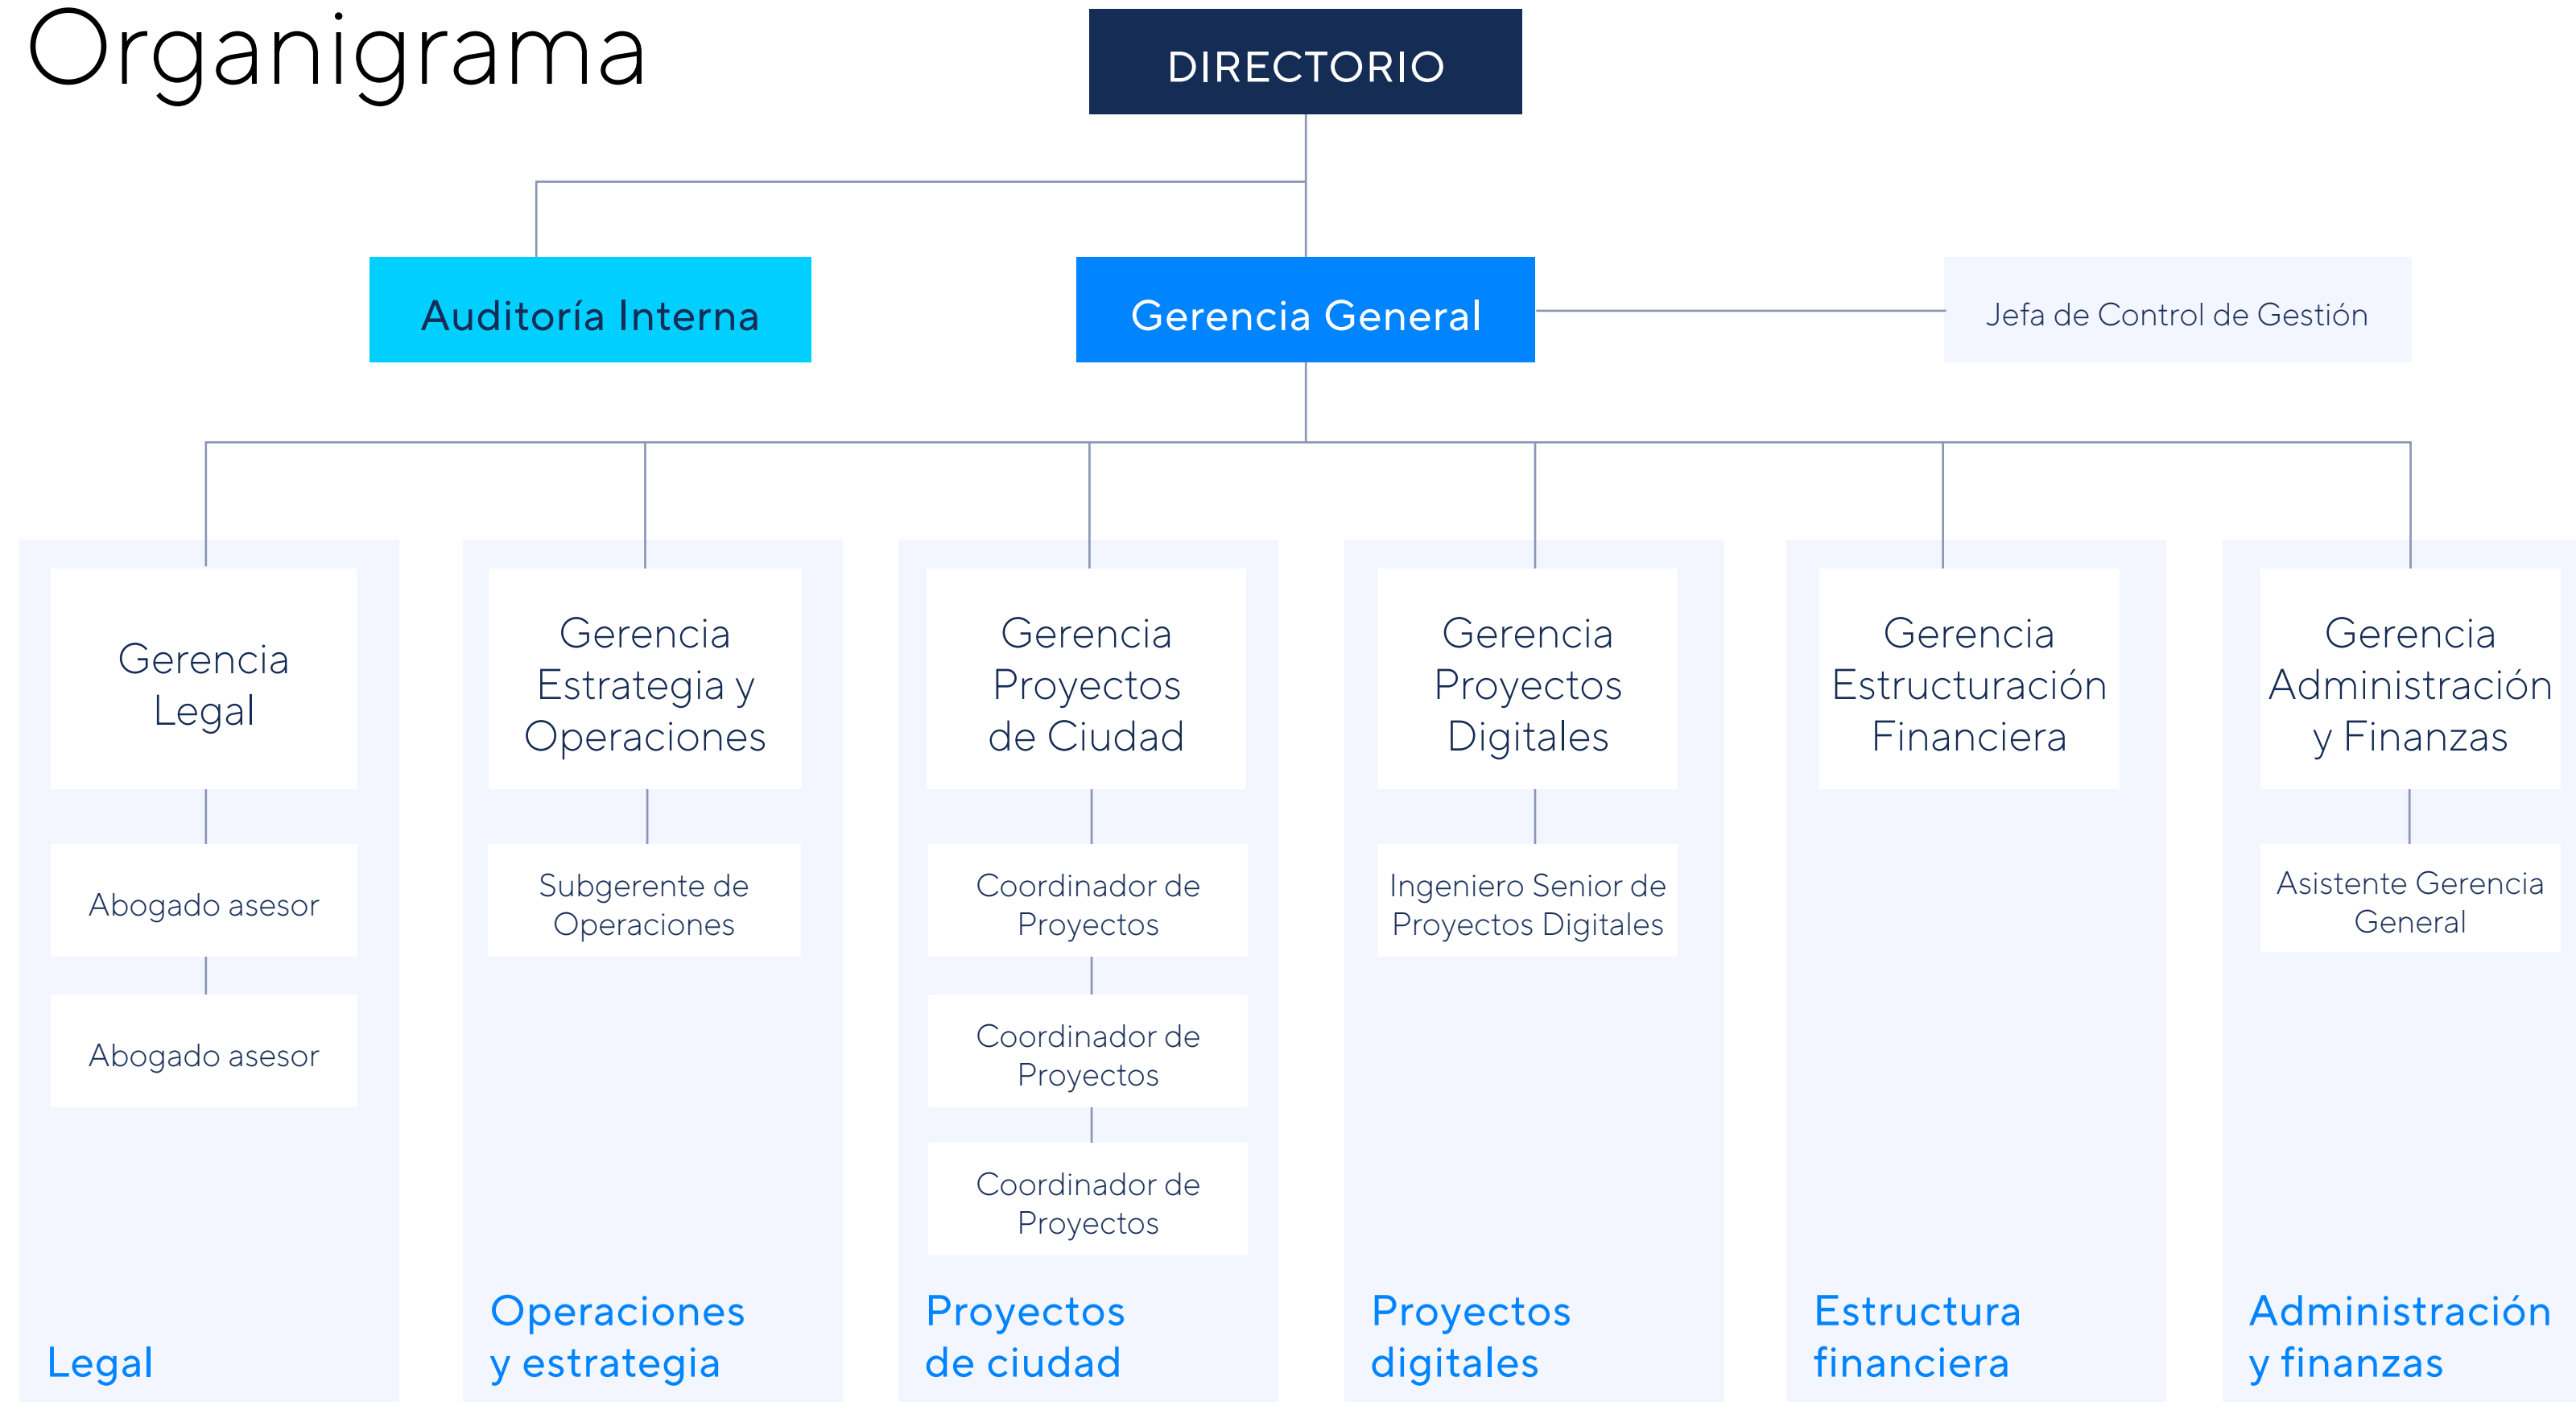 Organigrama
DIRECTORIO
Auditoría Interna
Gerencia General
Jefa de Control de Gestión
Gerencia
Legal
Abogado asesor
Abogado asesor
Legal
Gerencia
Estrategia y
Operaciones
Subgerente de
Operaciones
Operaciones
y estrategia
Gerencia
Proyectos
de Ciudad
Coordinador de
Proyectos
Coordinador de
Proyectos
Coordinador de
Proyectos
Proyectos
de ciudad
Gerencia
Proyectos
Digitales
Ingeniero Senior de
Proyectos Digitales
Proyectos
digitales
Gerencia
Estructuración
Financiera
Estructura
financiera
Gerencia
Administración
y Finanzas
Asistente Gerencia
General
Administración
y finanzas